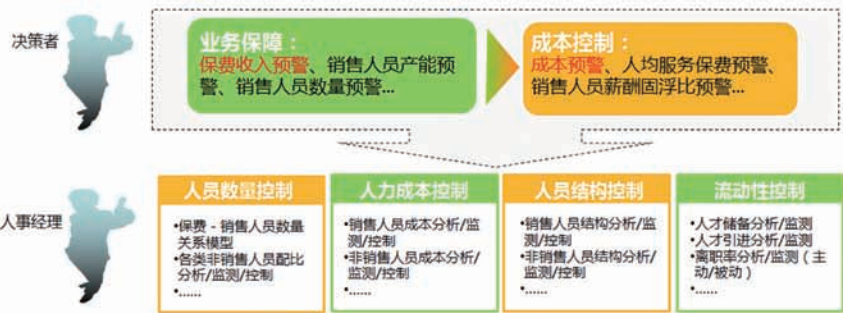 决策者
业务保障：
保费收入预警、销售人员产能预
警、销售人员数量预警...
成本控制：
成本预警、人均服务保费预警、
销售人员薪酬固浮比预警...
人事经理
人员数量控制
•保费－销售人员数量
关系模型
•各类非销售人员配比
分析/监测/控制
•......
人力成本控制
•销售人员成本分析/监
测/控制
•非销售人员成本分析/
监测/控制
•......
人员结构控制
•销售人员结构分析/监
测/控制
•非销售人员结构分析/
监测/控制
•......
流动性控制
•人才储备分析/监测
•人才引进分析/监测
•离职率分析/监测（主
动/被动）
•......